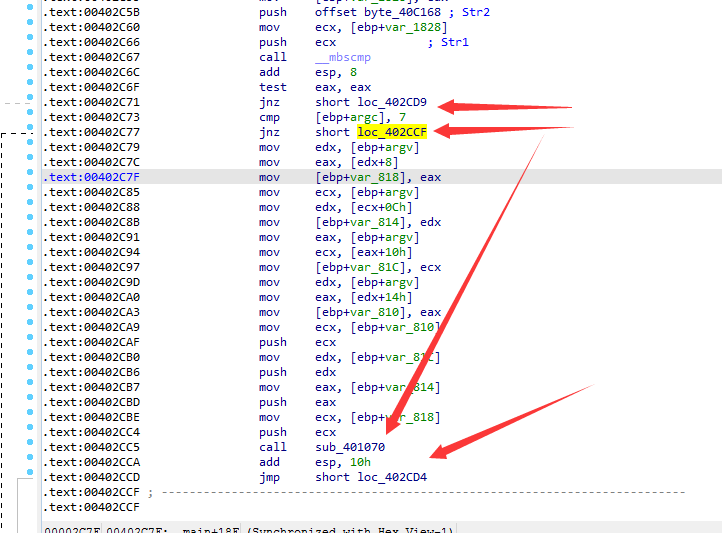 .text:00402C5B push offset byte_40C168 ; Str2
.text:00402C60 mov ecx, [ebp+var_1828]
.text:00402C66 push ecx ; Str1
.text:00402C67 call __mbscmp
.text:00402C6C add esp, 8
.text:00402C6F test eax, eax
.text:00402C71 jnz short loc_402CD9
.text:00402C73 cmp [ebp+argc], 7
.text:00402C77 jnz short loc_402CCF
.text:00402C79 mov edx, [ebp+argv]
.text:00402C7C mov eax, [edx+8]
.text:00402C7F mov [ebp+var_818], eax
.text:00402C85 mov ecx, [ebp+argv]
.text:00402C88 mov edx, [ecx+0Ch]
.text:00402C8B mov [ebp+var_814], edx
.text:00402C91 mov eax, [ebp+argv]
.text:00402C94 mov ecx, [eax+10h]
.text:00402C97 mov [ebp+var_81C], ecx
.text:00402C9D mov edx, [ebp+argv]
.text:00402CA0 mov eax, [edx+14h]
.text:00402CA3 mov [ebp+var_810], eax
.text:00402CA9 mov ecx, [ebp+var_810]
.text:00402CAF push ecx
.text:00402CB0 mov edx, [ebp+var_81C]
.text:00402CB6 push edx
.text:00402CB7 mov eax, [ebp+var_814]
.text:00402CBD push eax
.text:00402CBE mov ecx, [ebp+var_818]
.text:00402CC4 push ecx
.text:00402CC5 call sub_401070
.text:00402CCA add esp, 10h
.text:00402CCD jmp short loc_402CD4
.text:00402CCF ; ---------------------------------------------------------------------------
.text:00402CCF
00002C7F 00402C7F: _main+18F (Synchronized with Hex View-1)